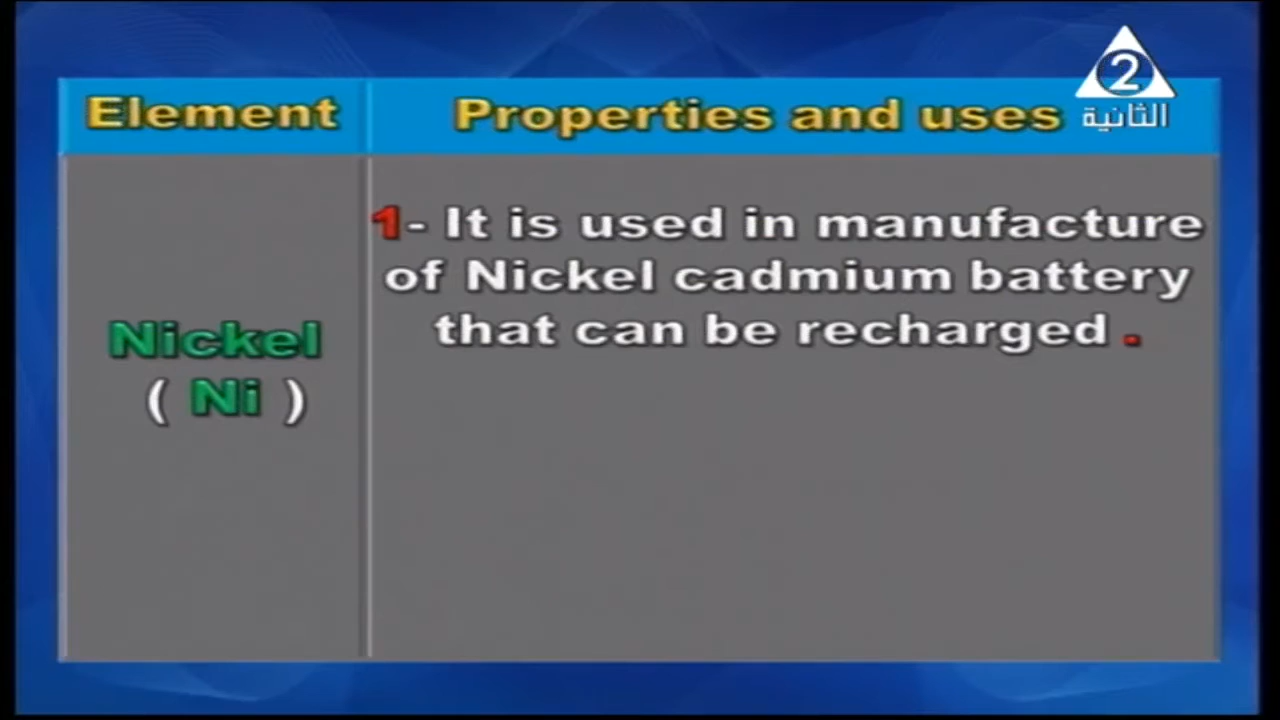 Element
Properties and uses
2
الثانية
Nickel
( Ni )
1- It is used in manufacture
of Nickel cadmium battery
that can be recharged .